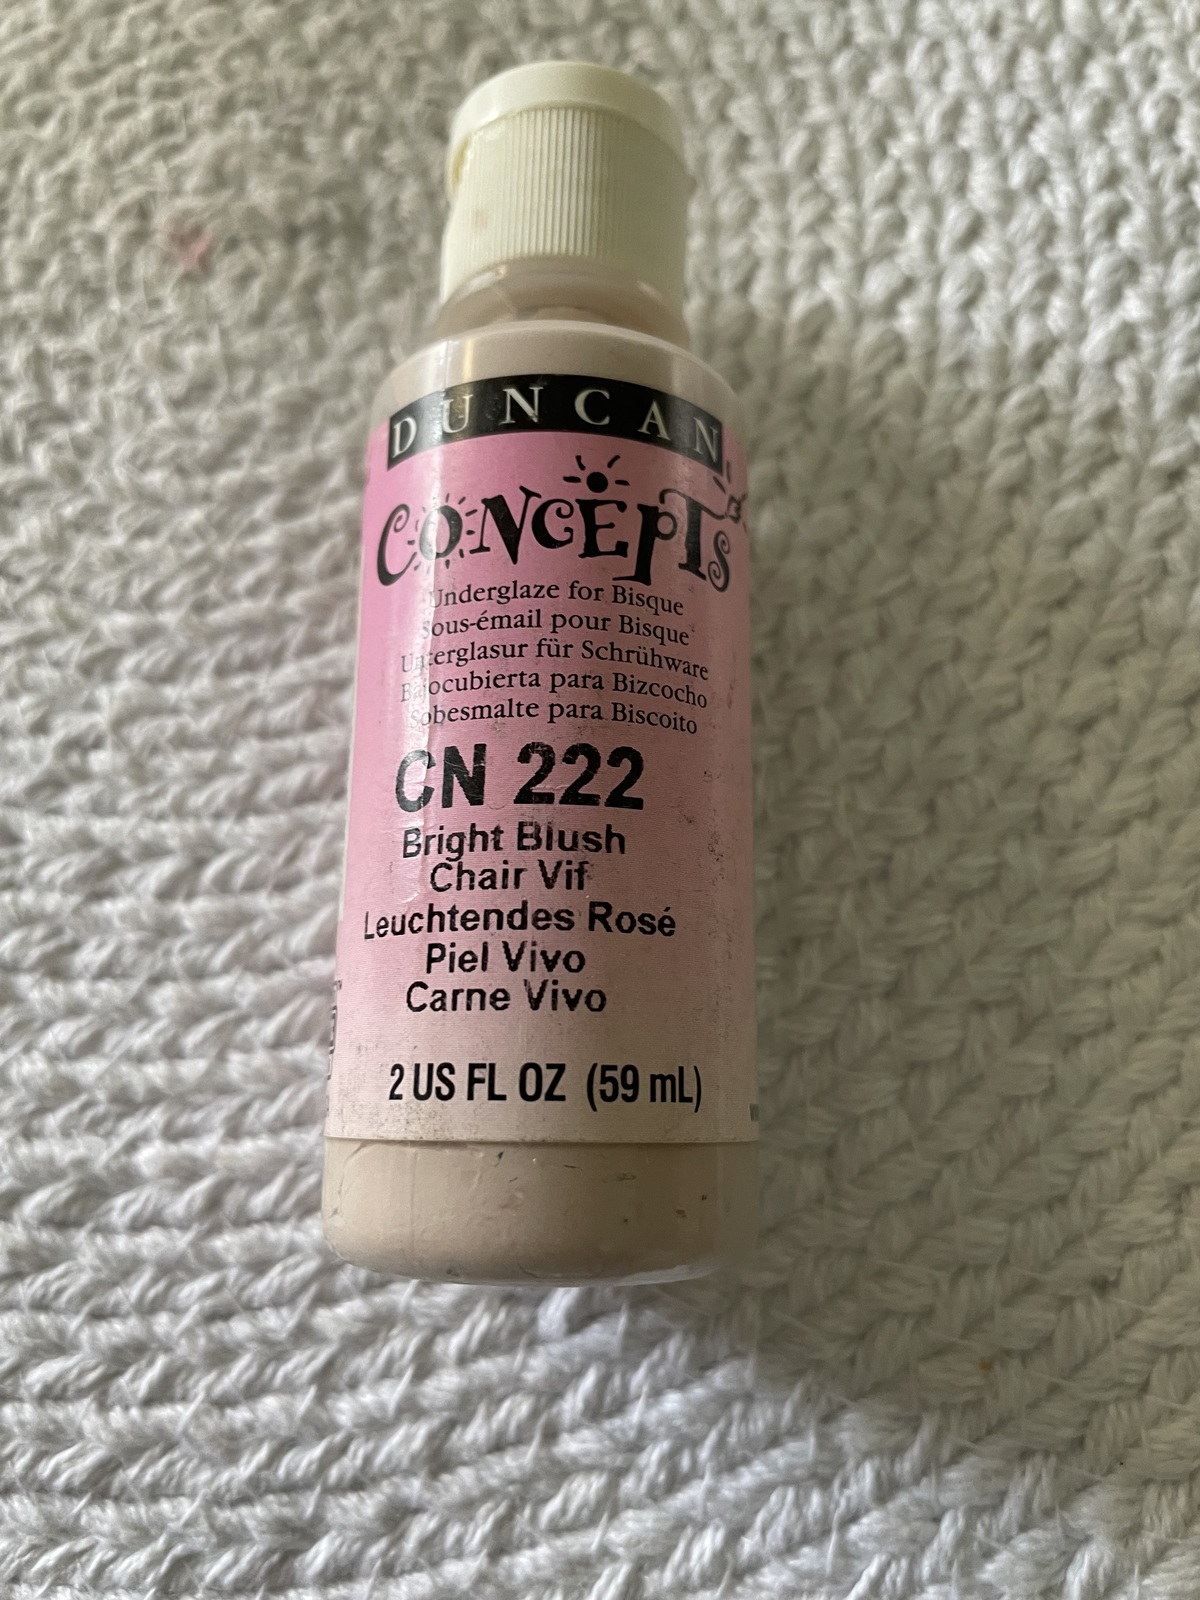 DUNCAN
CONCEPTS
Underglaze for Bisque
Sous-émail pour Bisque
Unterglasur für Schrühware
Bajocubierta para Bizcocho
Sobesmalte para Biscoito
CN 222
Bright Blush
Chair Vif
Leuchtendes Rosé
Piel Vivo
Carne Vivo
2 US FL OZ (59 mL)